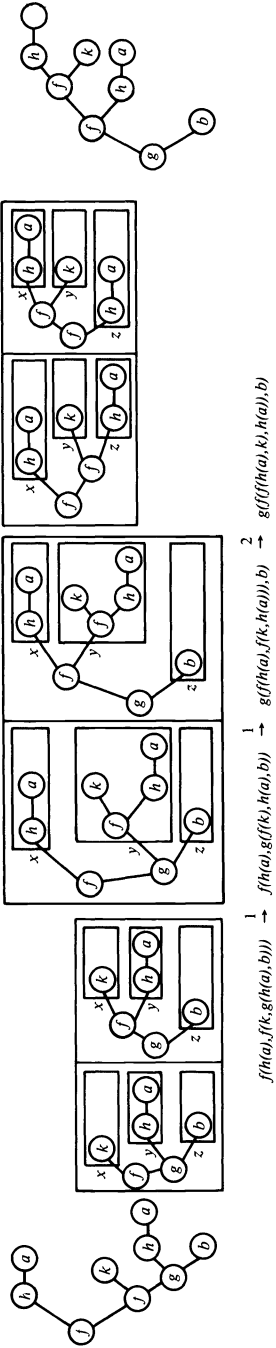 h a
f
k
f
h a
g
b
x k
f
y h a
g
z b
x k
f
y h a
g
z b
x h a
f
k
y f
h a
g
z b
x h a
f
k
y f
h a
g
z b
x h a
f
y k
f
z h a
x h a
f
y k
f
z h a
h
f k
f
h a
g
b
f(h(a),f(k,g(h(a),b))) 1→ f(h(a),g(f(k),h(a),b)) 1→ g(f(h(a),f(k,h(a))),b) 2→ g(f(f(h(a),k),h(a)),b)